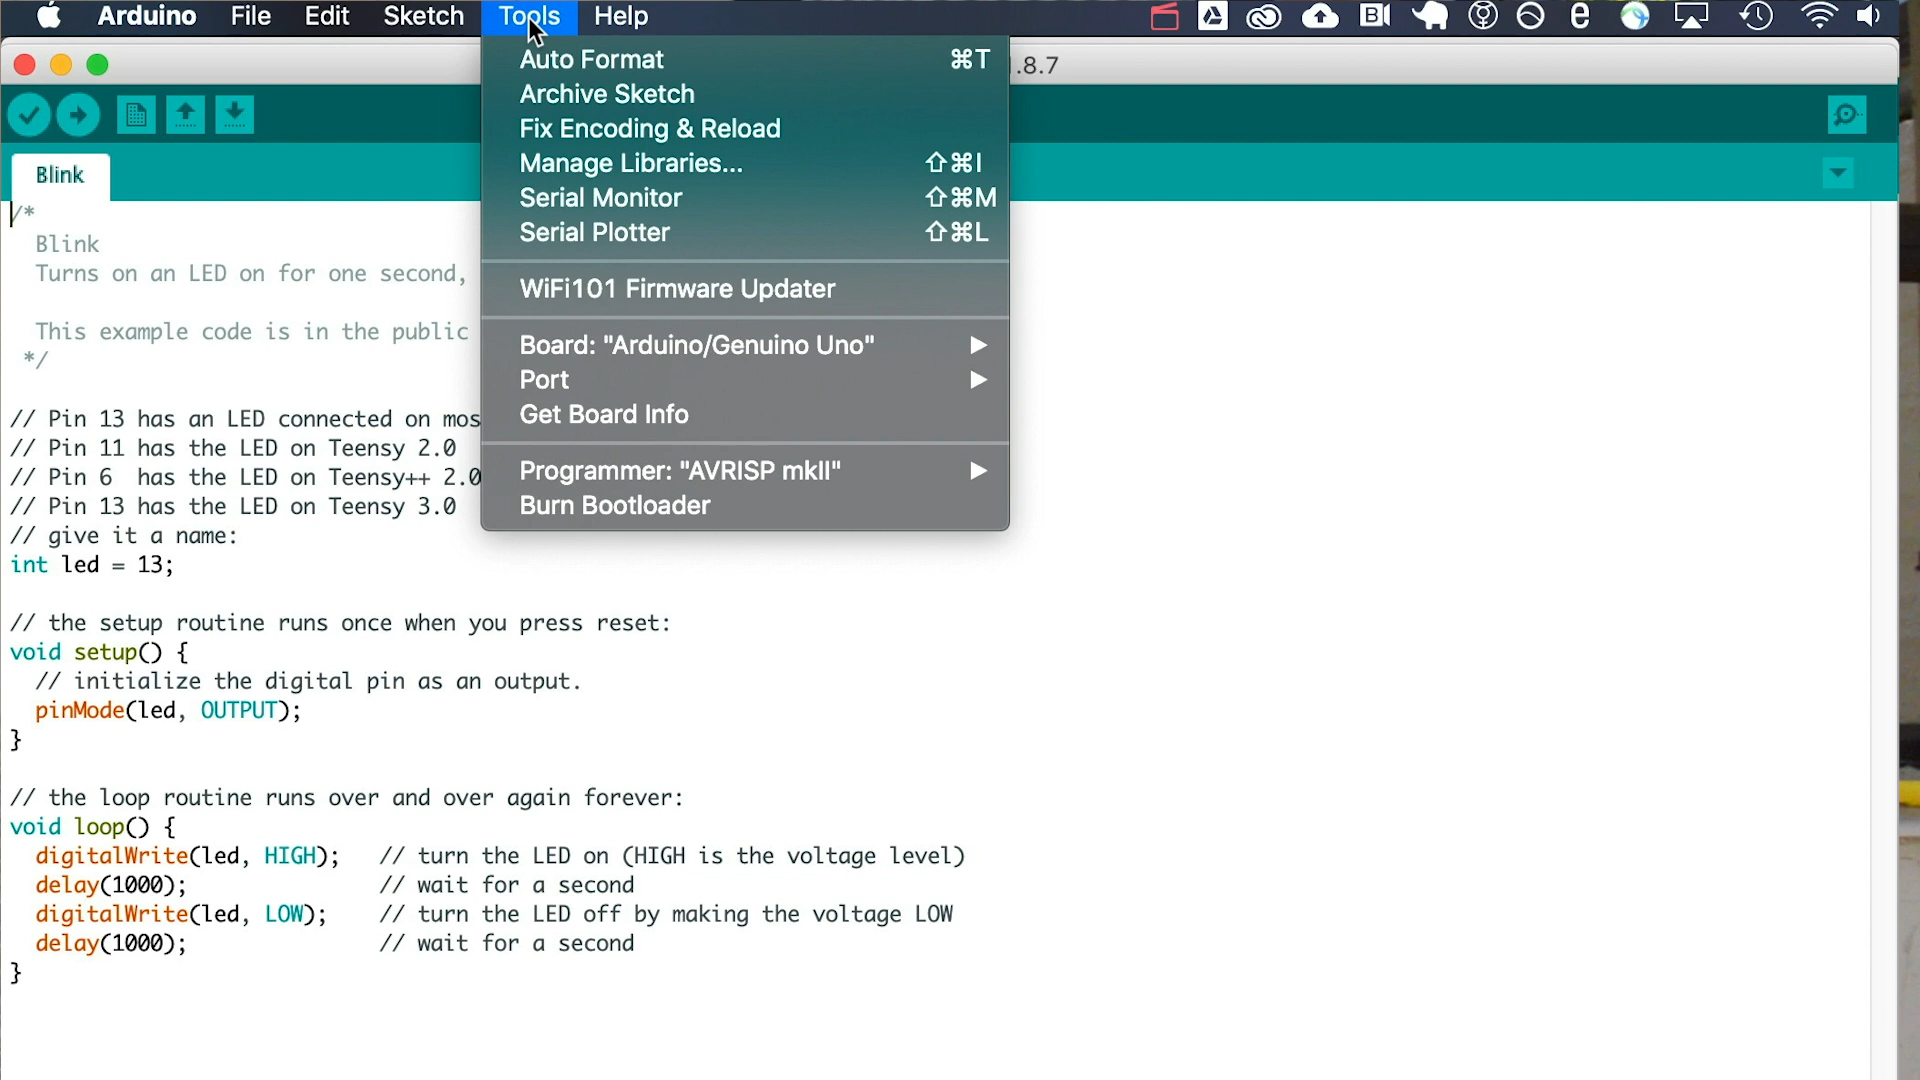 Arduino File Edit Sketch Tools Help
.8.7
Auto Format ⌘T
Archive Sketch
Fix Encoding & Reload
Manage Libraries... ⇧⌘I
Serial Monitor ⇧⌘M
Serial Plotter ⇧⌘L
WiFi101 Firmware Updater
Board: "Arduino/Genuino Uno"
Port
Get Board Info
Programmer: "AVRISP mkII"
Burn Bootloader
Blink
/*
Blink
Turns on an LED on for one second,
This example code is in the public
*/
// Pin 13 has an LED connected on mos
// Pin 11 has the LED on Teensy 2.0
// Pin 6  has the LED on Teensy++ 2.0
// Pin 13 has the LED on Teensy 3.0
// give it a name:
int led = 13;
// the setup routine runs once when you press reset:
void setup() {
// initialize the digital pin as an output.
pinMode(led, OUTPUT);
}
// the loop routine runs over and over again forever:
void loop() {
digitalWrite(led, HIGH);   // turn the LED on (HIGH is the voltage level)
delay(1000);               // wait for a second
digitalWrite(led, LOW);    // turn the LED off by making the voltage LOW
delay(1000);               // wait for a second
}